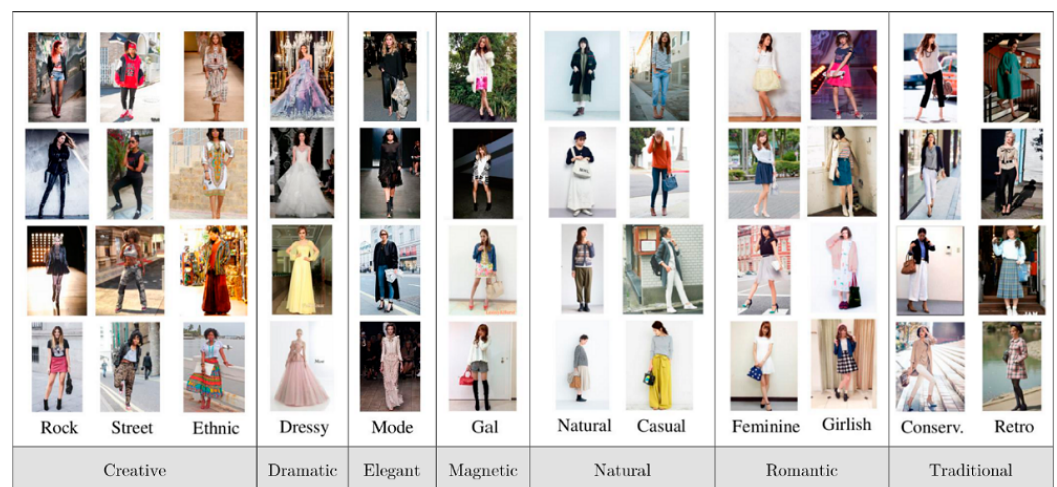 Rock Street Ethnic Dressy Mode Gal Natural Casual Feminine Girlish Conserv. Retro
Creative Dramatic Elegant Magnetic Natural Romantic Traditional